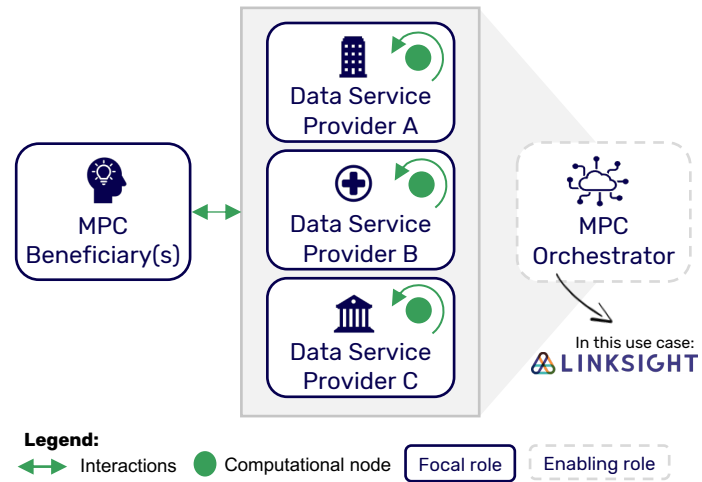 Data Service
Provider A
MPC
Beneficiary(s)
Data Service
Provider B
MPC
Orchestrator
Data Service
Provider C
In this use case:
LINKSIGHT
Legend:
Interactions
Computational node
Focal role
Enabling role